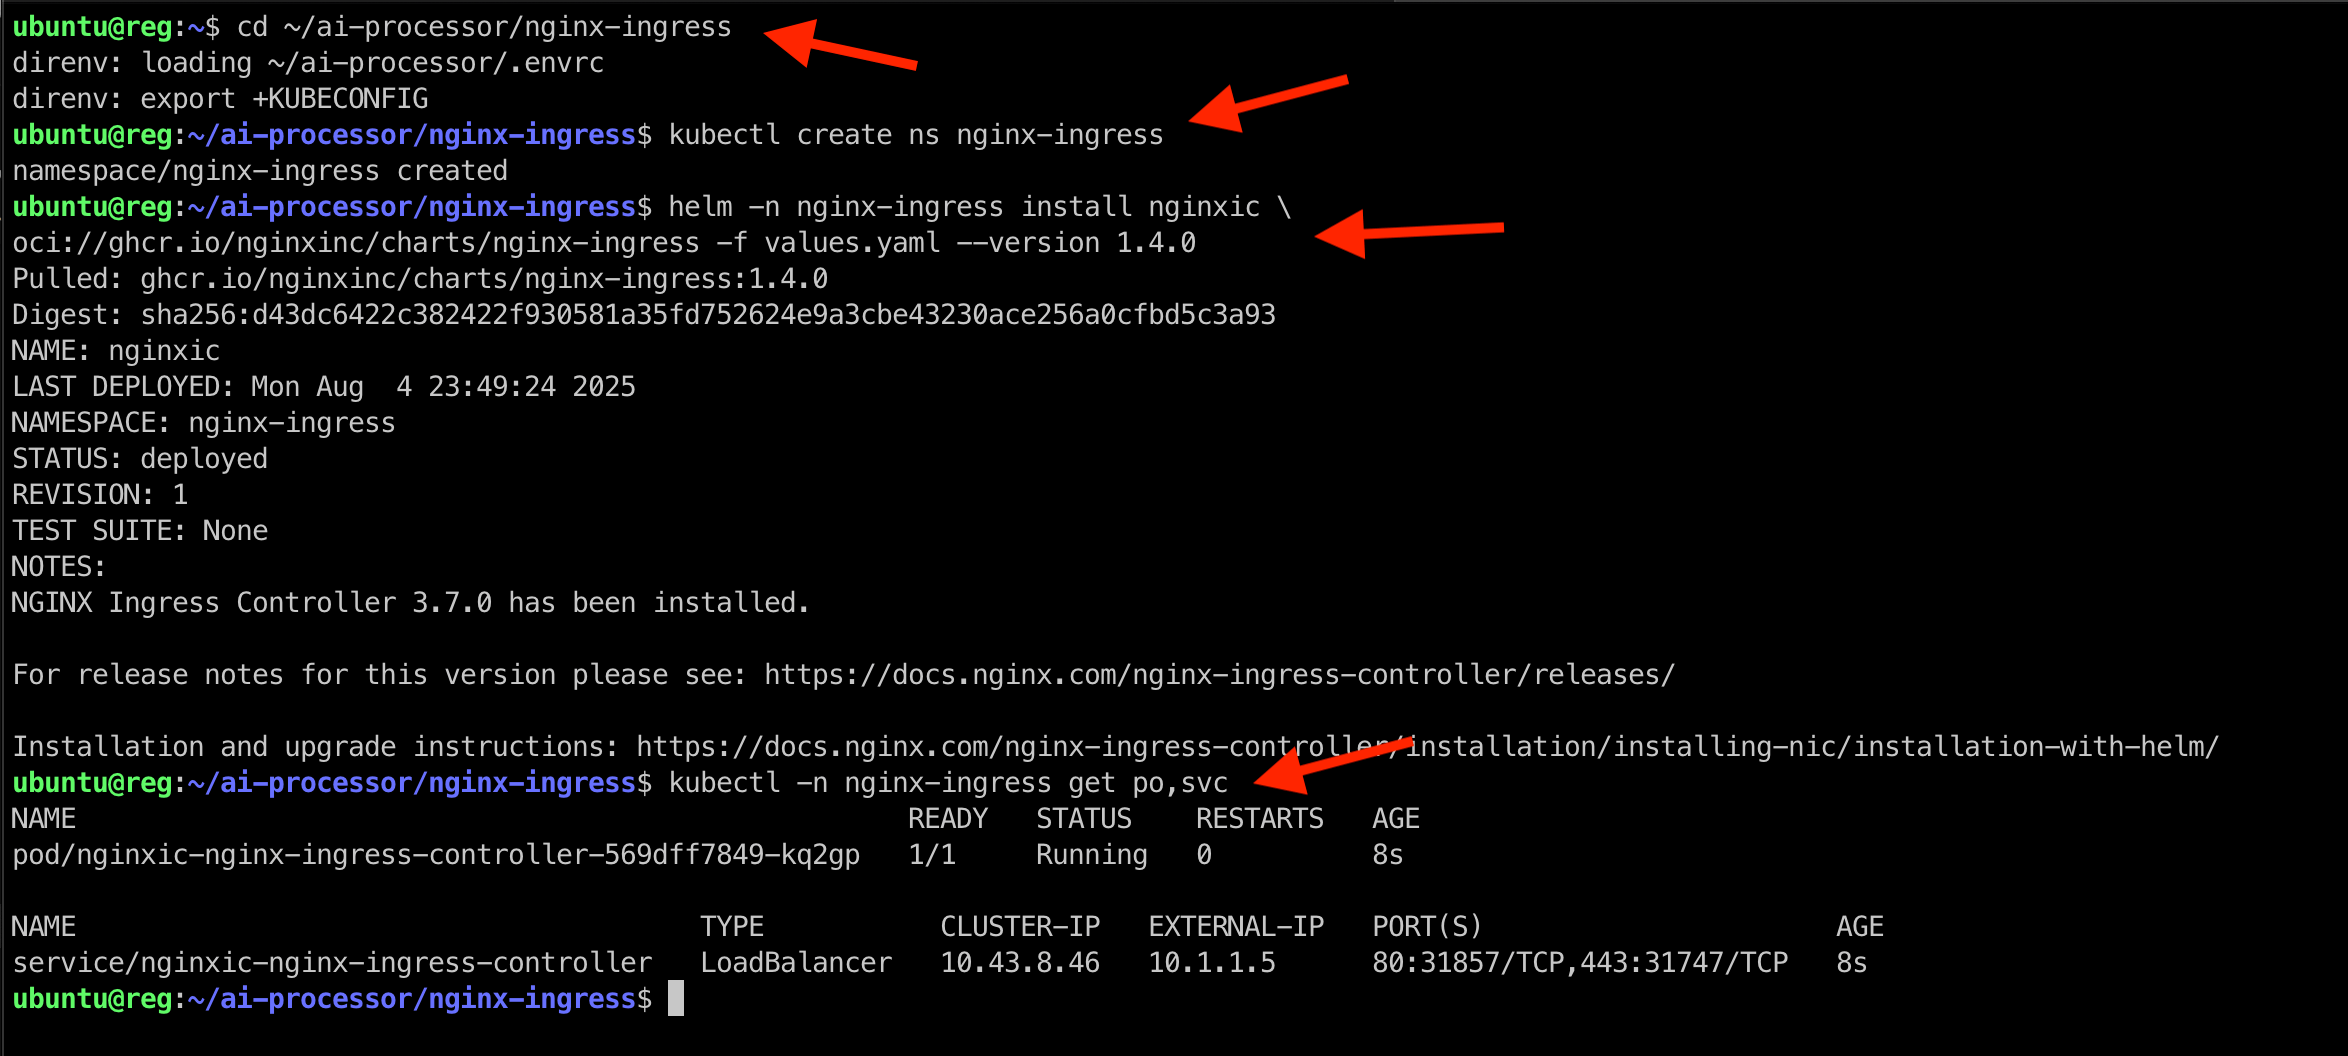 ubuntu@reg:~$ cd ~/ai-processor/nginx-ingress
direnv: loading ~/ai-processor/.envrc
direnv: export +KUBECONFIG
ubuntu@reg:~/ai-processor/nginx-ingress$ kubectl create ns nginx-ingress
namespace/nginx-ingress created
ubuntu@reg:~/ai-processor/nginx-ingress$ helm -n nginx-ingress install nginxic \
oci://ghcr.io/nginxinc/charts/nginx-ingress -f values.yaml --version 1.4.0
Pulled: ghcr.io/nginxinc/charts/nginx-ingress:1.4.0
Digest: sha256:d43dc6422c382422f930581a35fd752624e9a3cbe43230ace256a0cfbd5c3a93
NAME: nginxic
LAST DEPLOYED: Mon Aug  4 23:49:24 2025
NAMESPACE: nginx-ingress
STATUS: deployed
REVISION: 1
TEST SUITE: None
NOTES:
NGINX Ingress Controller 3.7.0 has been installed.
For release notes for this version please see: https://docs.nginx.com/nginx-ingress-controller/releases/
Installation and upgrade instructions: https://docs.nginx.com/nginx-ingress-controller/installation/installing-nic/installation-with-helm/
ubuntu@reg:~/ai-processor/nginx-ingress$ kubectl -n nginx-ingress get po,svc
NAME                                                    READY   STATUS    RESTARTS   AGE
pod/nginxic-nginx-ingress-controller-569dff7849-kq2gp   1/1     Running   0          8s
NAME                                       TYPE           CLUSTER-IP   EXTERNAL-IP   PORT(S)                      AGE
service/nginxic-nginx-ingress-controller   LoadBalancer   10.43.8.46   10.1.1.5      80:31857/TCP,443:31747/TCP   8s
ubuntu@reg:~/ai-processor/nginx-ingress$